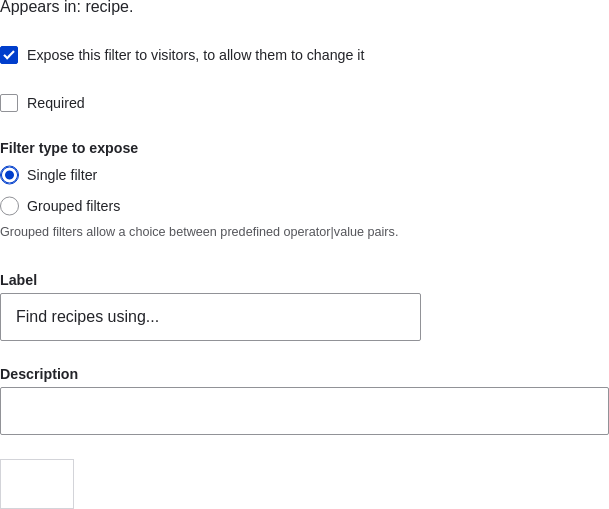 Appears in: recipe.
Expose this filter to visitors, to allow them to change it
Required
Filter type to expose
Single filter
Grouped filters
Grouped filters allow a choice between predefined operator|value pairs.
Label
Find recipes using...
Description